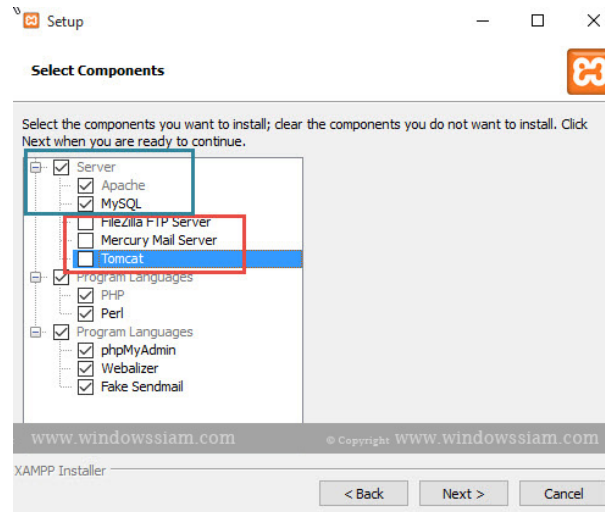 Setup
Select Components
Select the components you want to install; clear the components you do not want to install. Click
Next when you are ready to continue.
Server
Apache
MySQL
FileZilla FTP Server
Mercury Mail Server
Tomcat
Program Languages
PHP
Perl
Program Languages
phpMyAdmin
Webalizer
Fake Sendmail
www.windowssiam.com © Copyright www.windowssiam.com
XAMPP Installer
< Back Next > Cancel